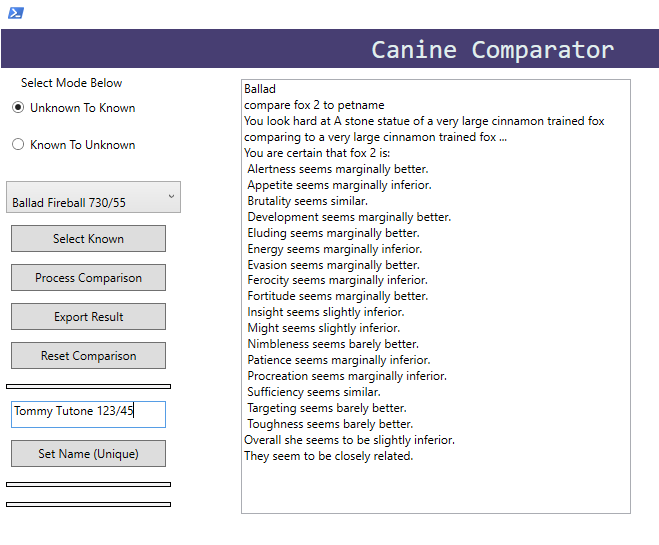 Canine Comparator
Select Mode Below
Unknown To Known
Known To Unknown
Ballad Fireball 730/55
Select Known
Process Comparison
Export Result
Reset Comparison
Tommy Tutone 123/45
Set Name (Unique)
Ballad
compare fox 2 to petname
You look hard at A stone statue of a very large cinnamon trained fox
comparing to a very large cinnamon trained fox ...
You are certain that fox 2 is:
Alertness seems marginally better.
Appetite seems marginally inferior.
Brutality seems similar.
Development seems marginally better.
Eluding seems marginally better.
Energy seems marginally inferior.
Evasion seems marginally better.
Ferocity seems marginally inferior.
Fortitude seems marginally better.
Insight seems slightly inferior.
Might seems slightly inferior.
Nimbleness seems barely better.
Patience seems marginally inferior.
Procreation seems marginally inferior.
Sufficiency seems similar.
Targeting seems barely better.
Toughness seems barely better.
Overall she seems to be slightly inferior.
They seem to be closely related.